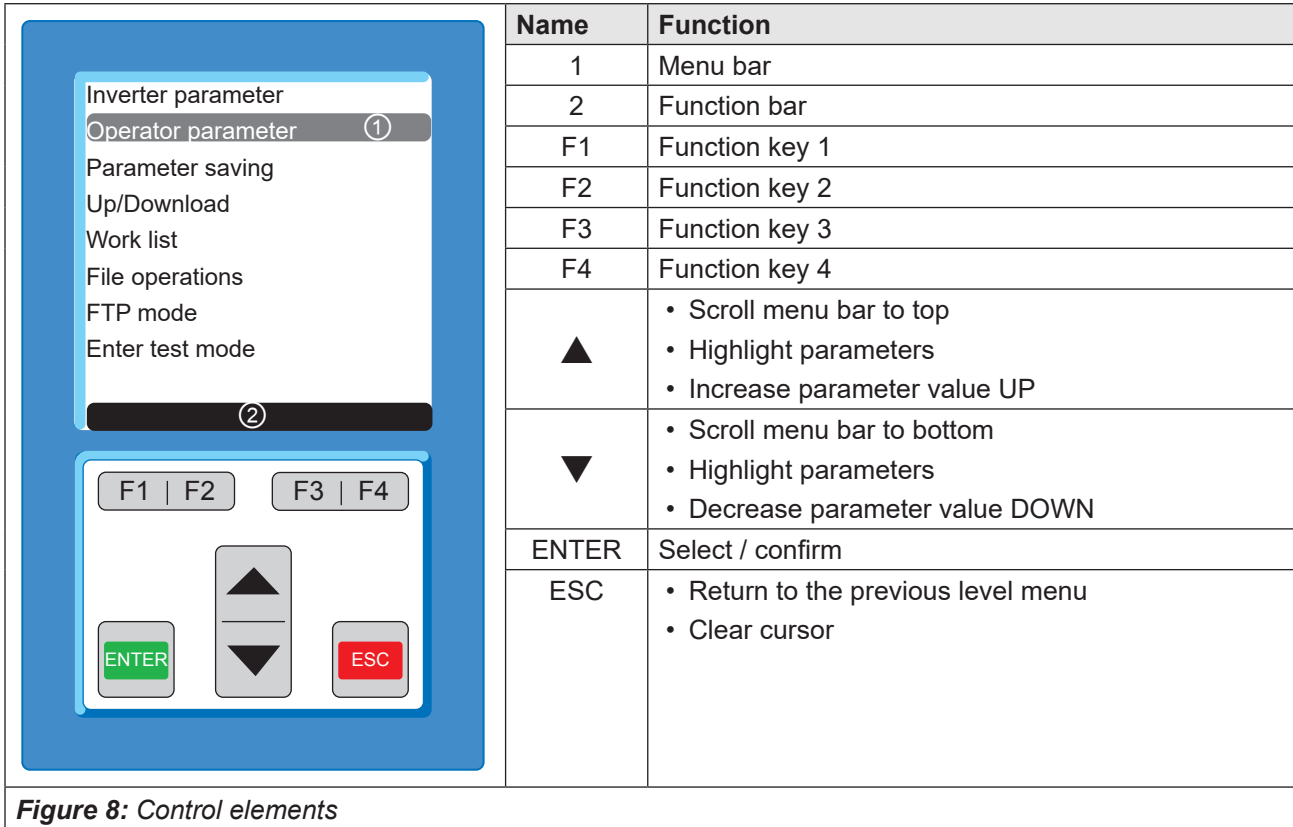 Inverter parameter
Operator parameter ①
Parameter saving
Up/Download
Work list
File operations
FTP mode
Enter test mode
②
F1 | F2 F3 | F4
▲
▼
ENTER ESC
Name Function
1 Menu bar
2 Function bar
F1 Function key 1
F2 Function key 2
F3 Function key 3
F4 Function key 4
▲ • Scroll menu bar to top
• Highlight parameters
• Increase parameter value UP
▼ • Scroll menu bar to bottom
• Highlight parameters
• Decrease parameter value DOWN
ENTER Select / confirm
ESC • Return to the previous level menu
• Clear cursor
Figure 8: Control elements